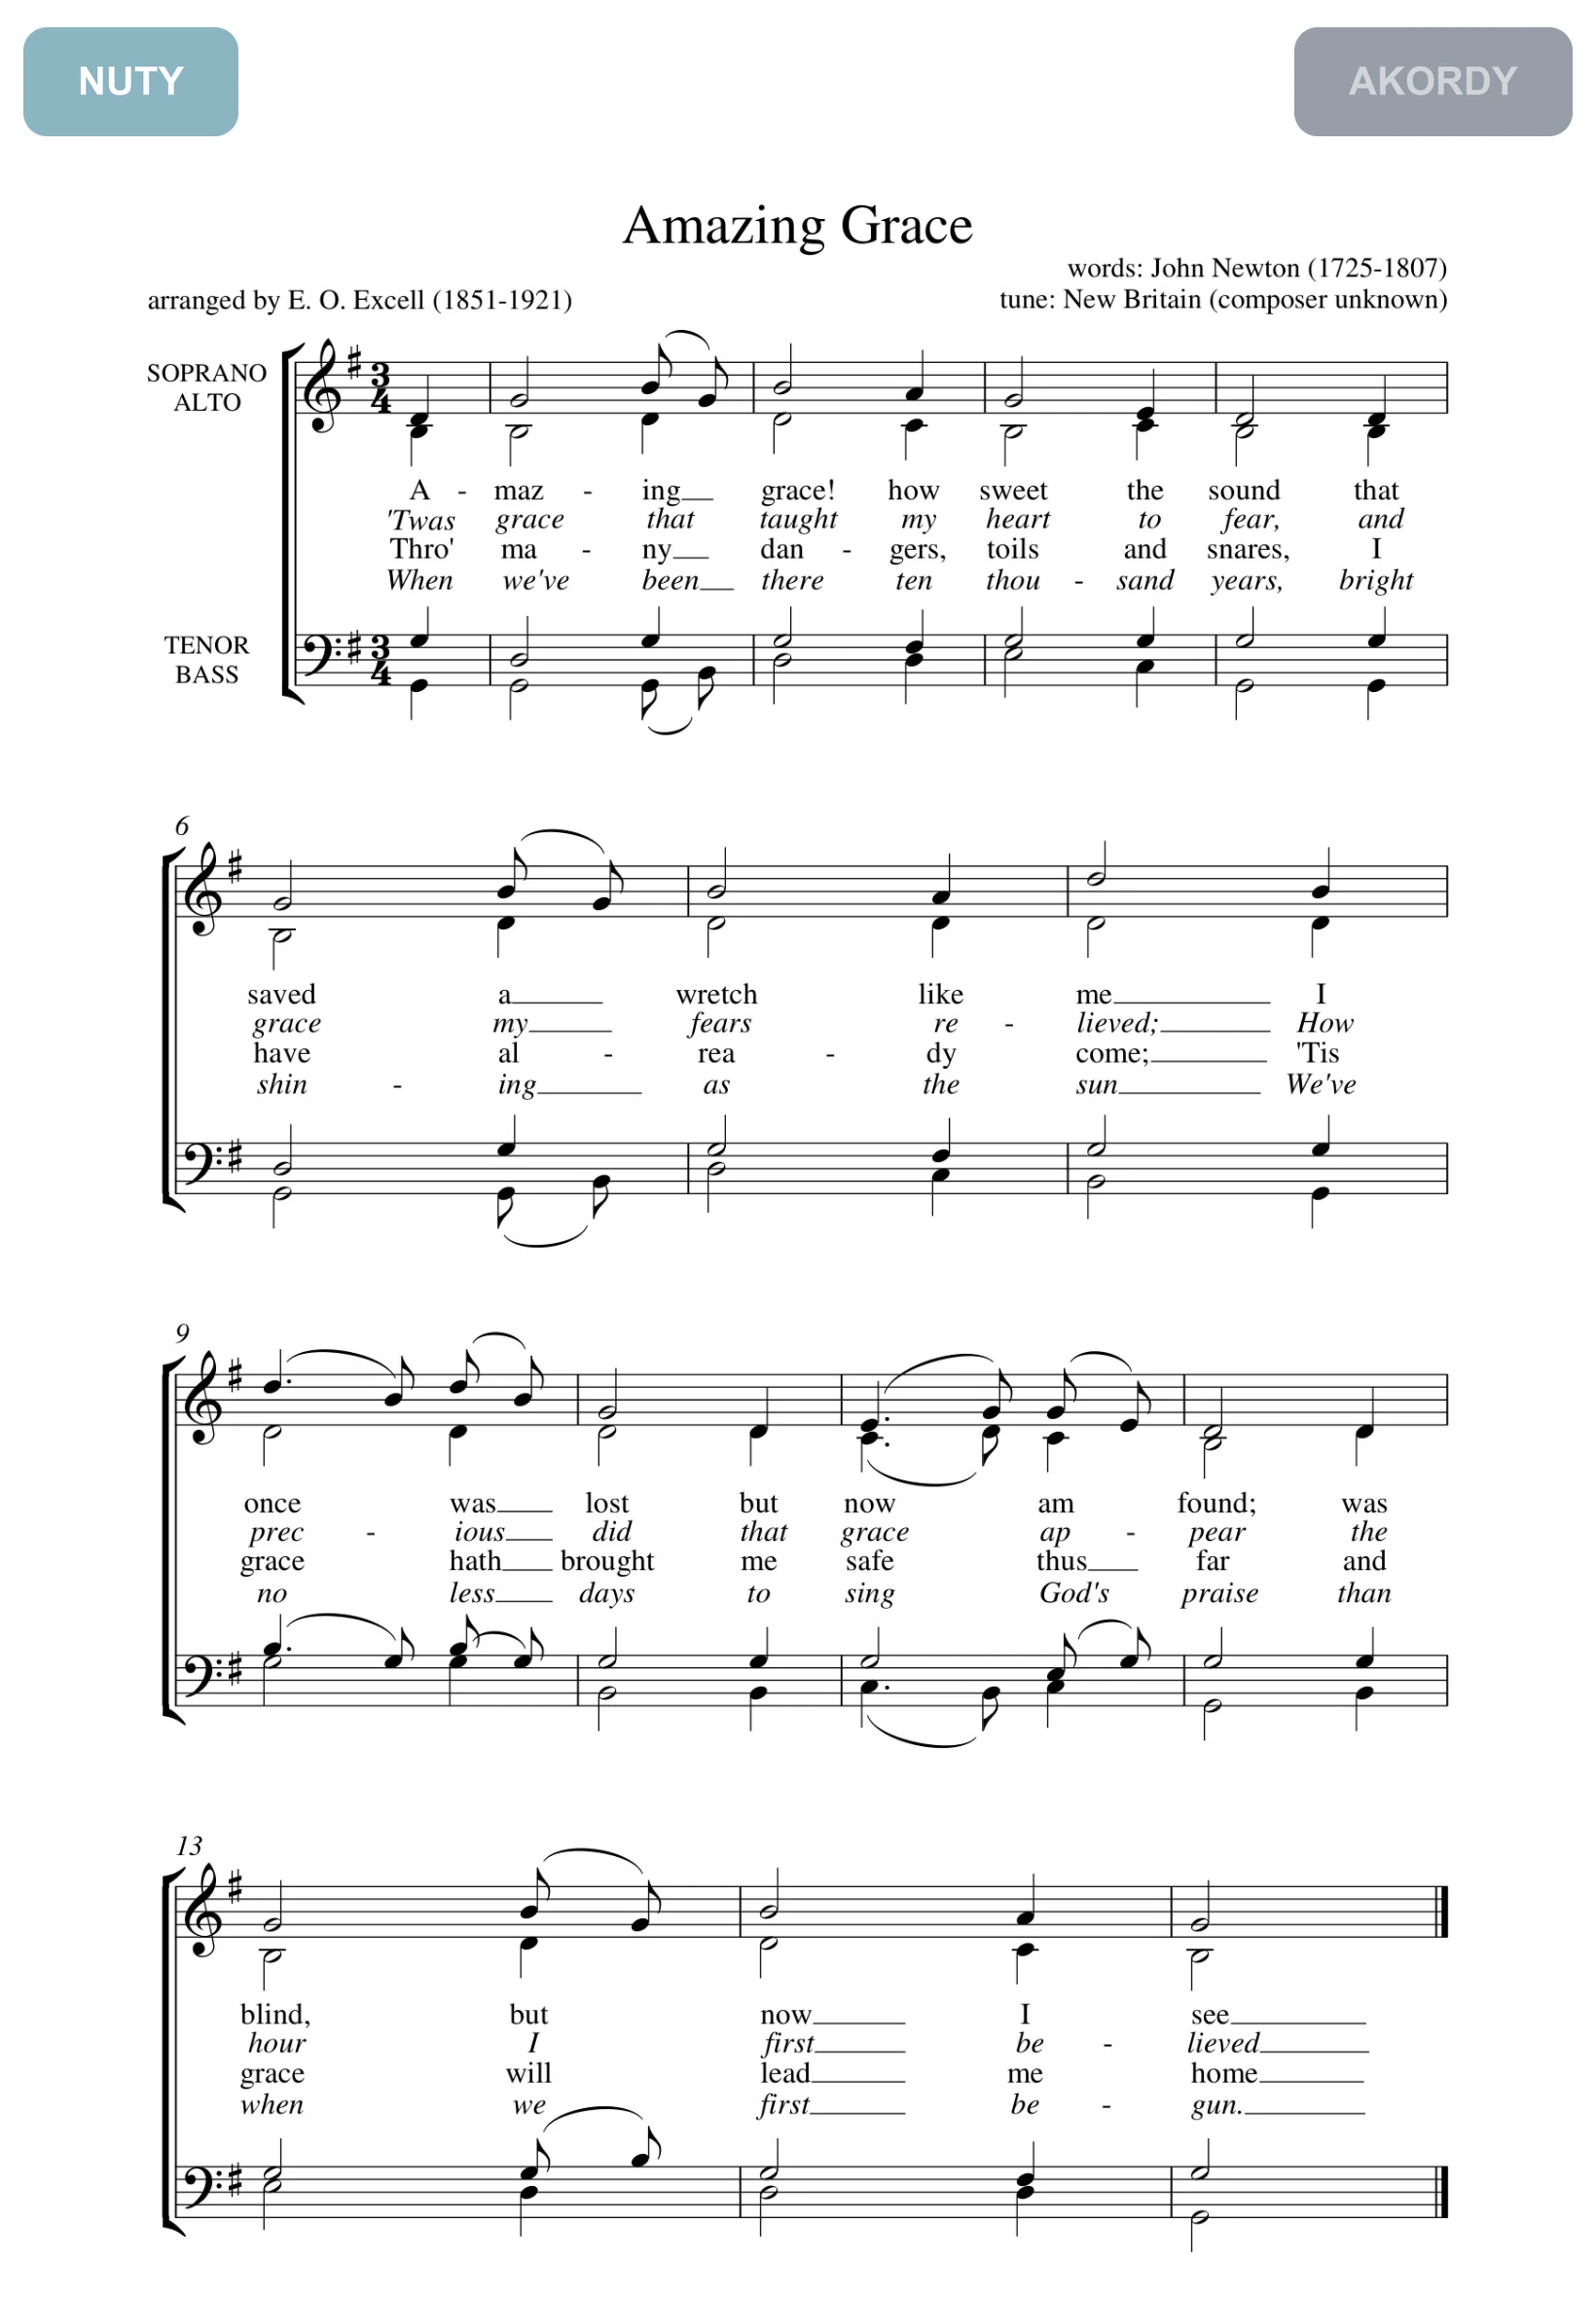 NUTY
AKORDY
Amazing Grace
words: John Newton (1725-1807)
arranged by E. O. Excell (1851-1921)
tune: New Britain (composer unknown)
SOPRANO
ALTO
3
4
A - maz - ing grace! how sweet the sound that
'Twas grace that taught my heart to fear, and
Thro' ma - ny dan - gers, toils and snares, I
When we've been there ten thou - sand years, bright
TENOR
BASS
3
4
6
saved a wretch like me I
grace my fears re - lieved; How
have al - rea - dy come; 'Tis
shin - ing as the sun We've
9
once was lost but now am found; was
prec - ious did that grace ap - pear the
grace hath brought me safe thus far and
no less days to sing God's praise than
13
blind, but now I see
hour I first be - lieved
grace will lead me home
when we first be - gun.